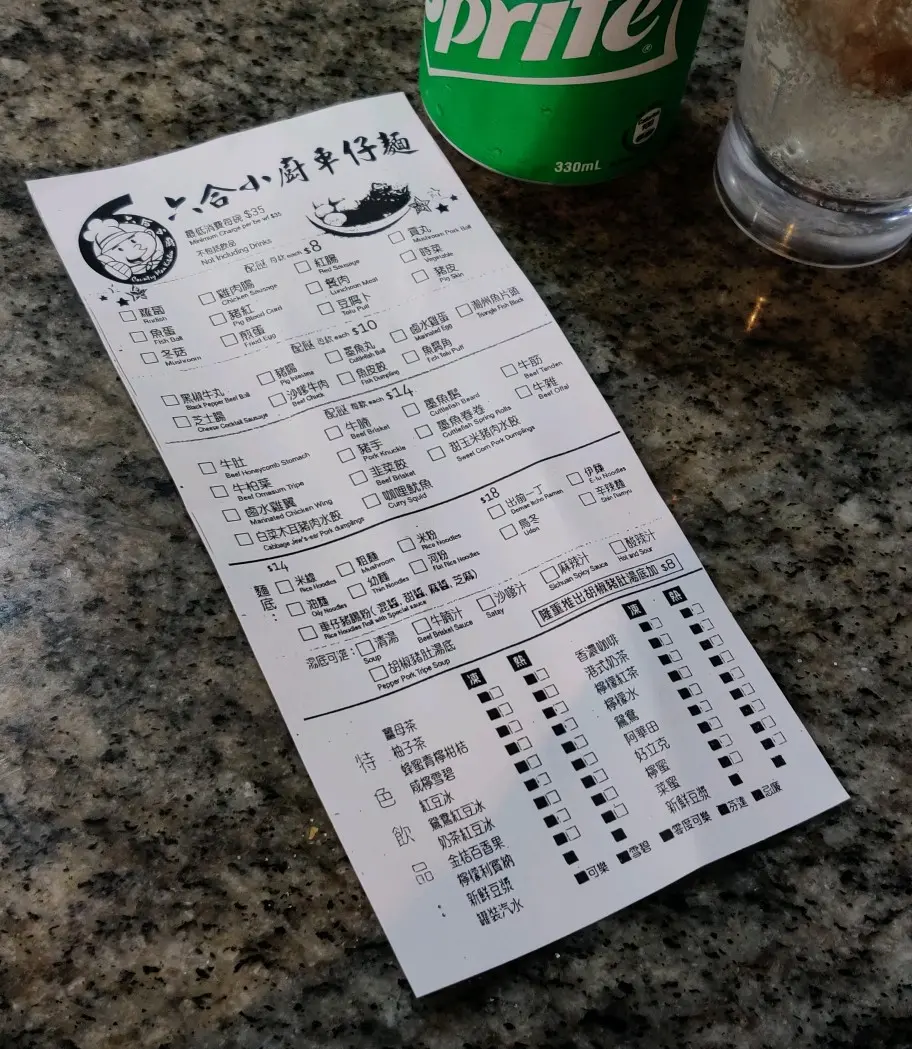 Sprite
330mL
六合小廚車仔麵
最低消費每碗 $35
Minimum Charge per bowl $35
不包括飲品
Not Including Drinks
配餸 每款 each $8
蘿蔔
Radish
雞肉腸
Chicken Sausage
紅腸
Red Sausage
貢丸
Mushroom Pork Ball
魚蛋
Fish Ball
豬紅
Pig Blood Curd
餐肉
Luncheon Meat
時菜
Vegetable
冬菇
Mushroom
煎蛋
Fried Egg
豆腐卜
Tofu Puff
豬皮
Pig Skin
配餸 每款 each $10
黑椒牛丸
Black Pepper Beef Ball
豬腸
Pig Intestine
墨魚丸
Cuttlefish Ball
鹵水雞蛋
Marinated Egg
潮州魚片頭
Triangle Fish Block
芝士腸
Cheese Cocktail Sausage
沙嗲牛肉
Beef Chuck
魚皮餃
Fish Dumpling
魚腐角
Fish Tofu Puff
配餸 每款 each $14
牛肚
Beef Honeycomb Stomach
牛腩
Beef Brisket
墨魚鬚
Cuttlefish Beard
牛筋
Beef Tendon
牛柏葉
Beef Omasum Tripe
豬手
Pork Knuckle
墨魚春卷
Cuttlefish Spring Rolls
牛雜
Beef Offal
鹵水雞翼
Marinated Chicken Wing
韭菜餃
Beef Brisket
甜玉米豬肉水餃
Sweet Corn Pork Dumplings
白菜木耳豬肉水餃
Cabbage Jew's-ear Pork dumplings
咖喱魷魚
Curry Squid
麵底
$14
米線
Rice Noodles
粗麵
Mushroom
米粉
Rice Noodles
油麵
Oily Noodles
幼麵
Thin Noodles
河粉
Flat Rice Noodles
車仔豬腸粉( 混醬, 甜醬, 麻醬, 芝麻)
Rice Noodles Roll with Special sauce
$18
出前一丁
Demae Itcho Ramen
伊麵
E-fu Noodles
烏冬
Udon
辛辣麵
Shin Ramyu
湯底可選:
清湯
Soup
牛腩汁
Beef Brisket Sauce
沙嗲汁
Satay
麻辣汁
Sichuan Spicy Sauce
酸辣汁
Hot and Sour
胡椒豬肚湯底
Pepper Pork Tripe Soup
隆重推出胡椒豬肚湯底加 $8
特色飲品
凍 熱
薑母茶
柚子茶
蜂蜜青檸柑桔
咸檸雪碧
紅豆冰
鴛鴦紅豆冰
奶茶紅豆冰
金桔百香果
檸檬利賓納
新鮮豆漿
罐裝汽水
可樂 雪碧 零度可樂 芬達 忌廉
凍 熱
香濃咖啡
港式奶茶
檸檬紅茶
檸檬水
鴛鴦
阿華田
好立克
檸蜜
菜蜜
新鮮豆漿